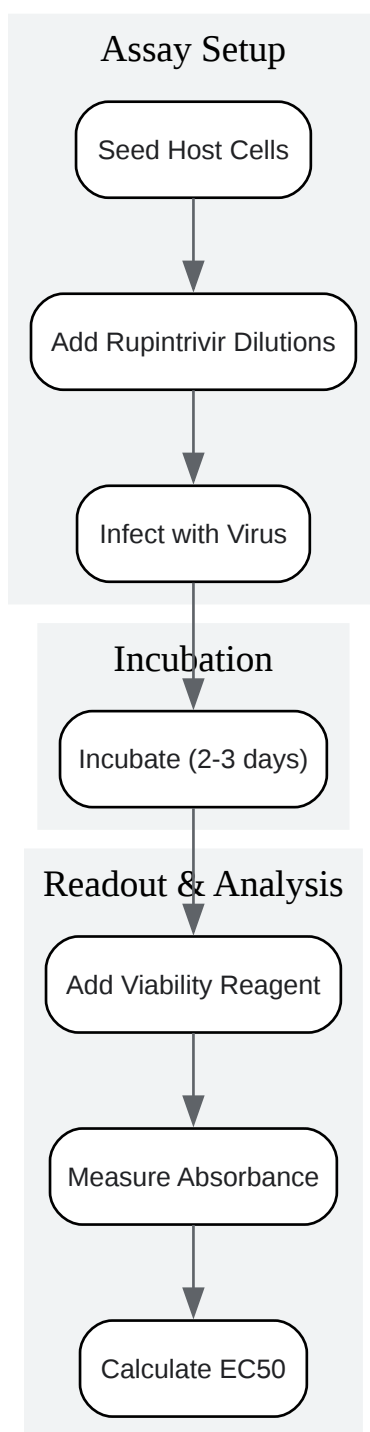 Assay Setup
Seed Host Cells
Add Rupintrivir Dilutions
Infect with Virus
Incubation
Incubate (2-3 days)
Readout & Analysis
Add Viability Reagent
Measure Absorbance
Calculate EC50